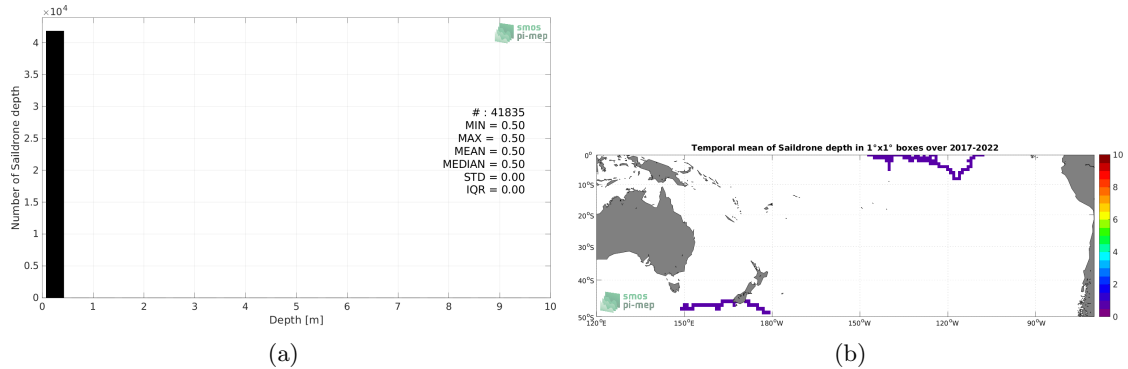 ×10⁴
smos
pi-mep
4
3.5
3
2.5
2
1.5
1
0.5
0
Number of Saildrone depth
# : 41835
MIN = 0.50
MAX = 0.50
MEAN = 0.50
MEDIAN = 0.50
STD = 0.00
IQR = 0.00
0 1 2 3 4 5 6 7 8 9 10
Depth [m]
(a)
Temporal mean of Saildrone depth in 1°x1° boxes over 2017-2022
0°
10°S
20°S
30°S
40°S
50°S
120°E 150°E 180°W 150°W 120°W 90°W
smos
pi-mep
10
8
6
4
2
0
(b)